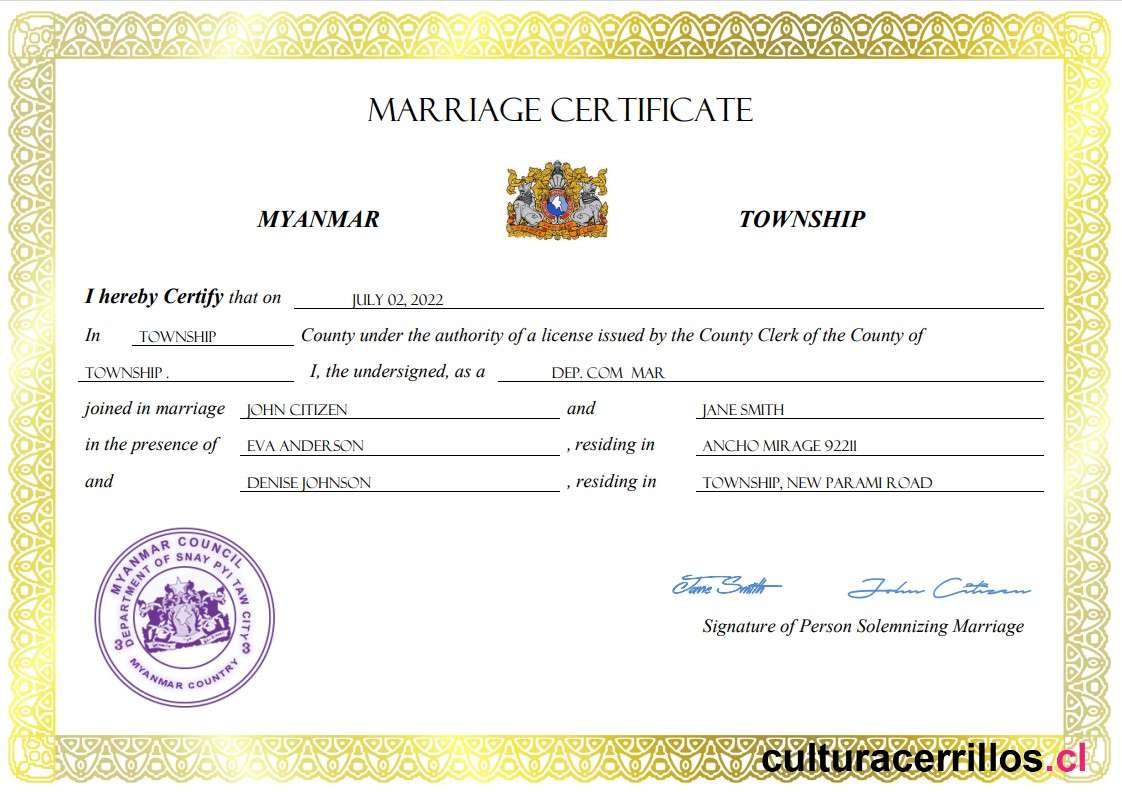 MARRIAGE CERTIFICATE
MYANMAR
TOWNSHIP
I hereby Certify that on JULY 02, 2022
In TOWNSHIP County under the authority of a license issued by the County Clerk of the County of
TOWNSHIP . I, the undersigned, as a DEP. COM MAR
joined in marriage JOHN CITIZEN and JANE SMITH
in the presence of EVA ANDERSON , residing in ANCHO MIRAGE 92211
and DENISE JOHNSON , residing in TOWNSHIP, NEW PARAMI ROAD
MYANMAR COUNCIL
DEPARTMENT OF SNAY PYI TAW CITY
3 3
MYANMAR COUNTRY
Jane Smith John Citizen
Signature of Person Solemnizing Marriage
culturacerrillos.cl